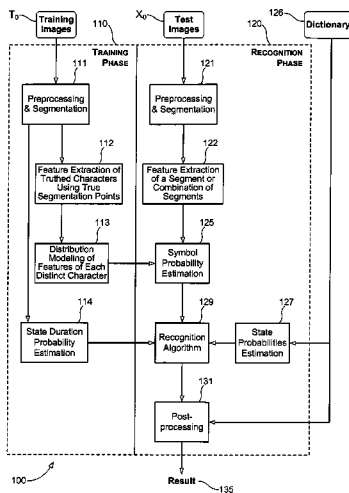 T₀
Training
Images
110
X₀
Test
Images
120
126
Dictionary
TRAINING
PHASE
RECOGNITION
PHASE
111
Preprocessing
& Segmentation
121
Preprocessing
& Segmentation
112
Feature Extraction of
Truthed Characters
Using True
Segmentation Points
122
Feature Extraction
of a Segment or
Combination of
Segments
113
Distribution Modeling
of Features of Each
Distinct Character
125
Symbol
Probability
Estimation
114
State Duration
Probability
Estimation
129
Recognition
Algorithm
127
State
Probabilities
Estimation
131
Post-
processing
100
Result
135